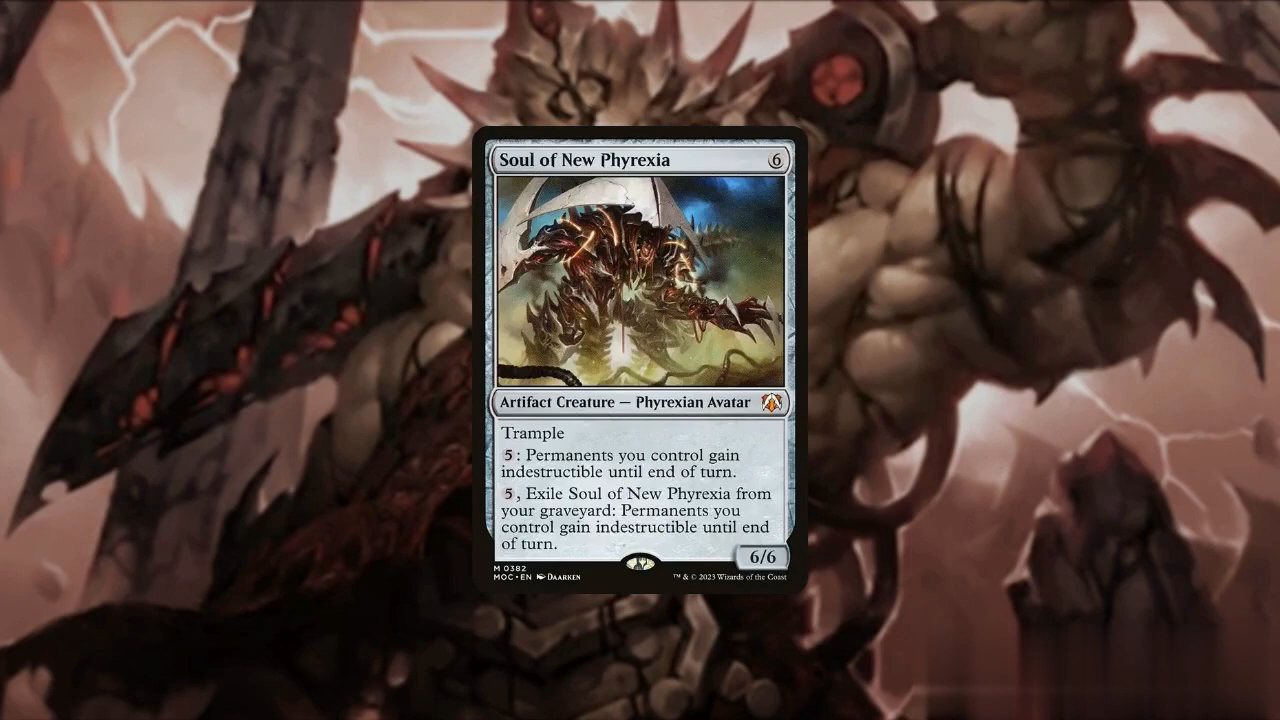 Soul of New Phyrexia 6
Artifact Creature — Phyrexian Avatar
Trample
5: Permanents you control gain
indestructible until end of turn.
5, Exile Soul of New Phyrexia from
your graveyard: Permanents you
control gain indestructible until end
of turn.
6/6
M 0382
MOC • EN DAARKEN
™ & © 2023 Wizards of the Coast